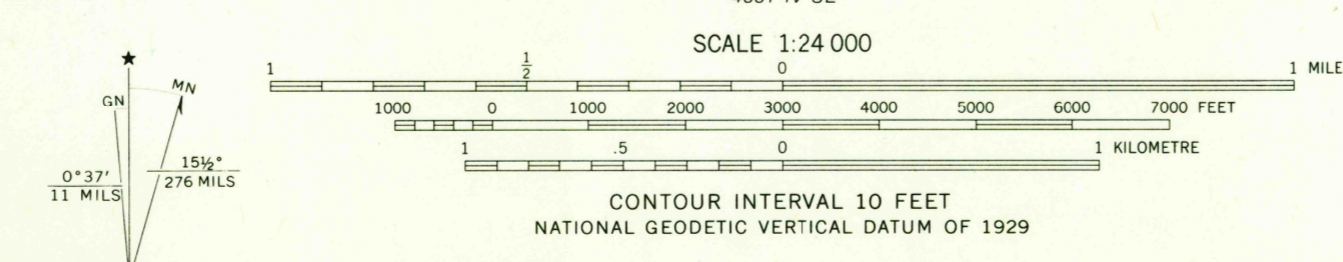 SCALE 1:24 000
1 1/2 0 1 MILE
1000 0 1000 2000 3000 4000 5000 6000 7000 FEET
1 .5 0 1 KILOMETRE
CONTOUR INTERVAL 10 FEET
NATIONAL GEODETIC VERTICAL DATUM OF 1929
★
GN
MN
0°37′
11 MILS
15½°
276 MILS